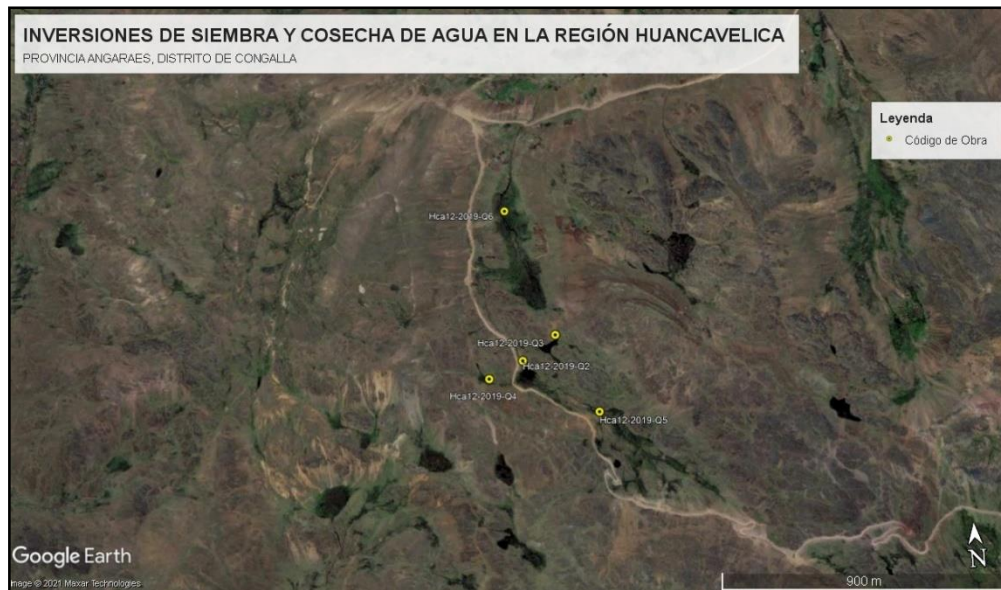 INVERSIONES DE SIEMBRA Y COSECHA DE AGUA EN LA REGIÓN HUANCAVELICA
PROVINCIA ANGARAES, DISTRITO DE CONGALLA
Leyenda
Código de Obra
Hca12-2019-Q6
Hca12-2019-Q3
Hca12-2019-Q2
Hca12-2019-Q4
Hca12-2019-Q5
Google Earth
Image © 2021 Maxar Technologies
N
900 m